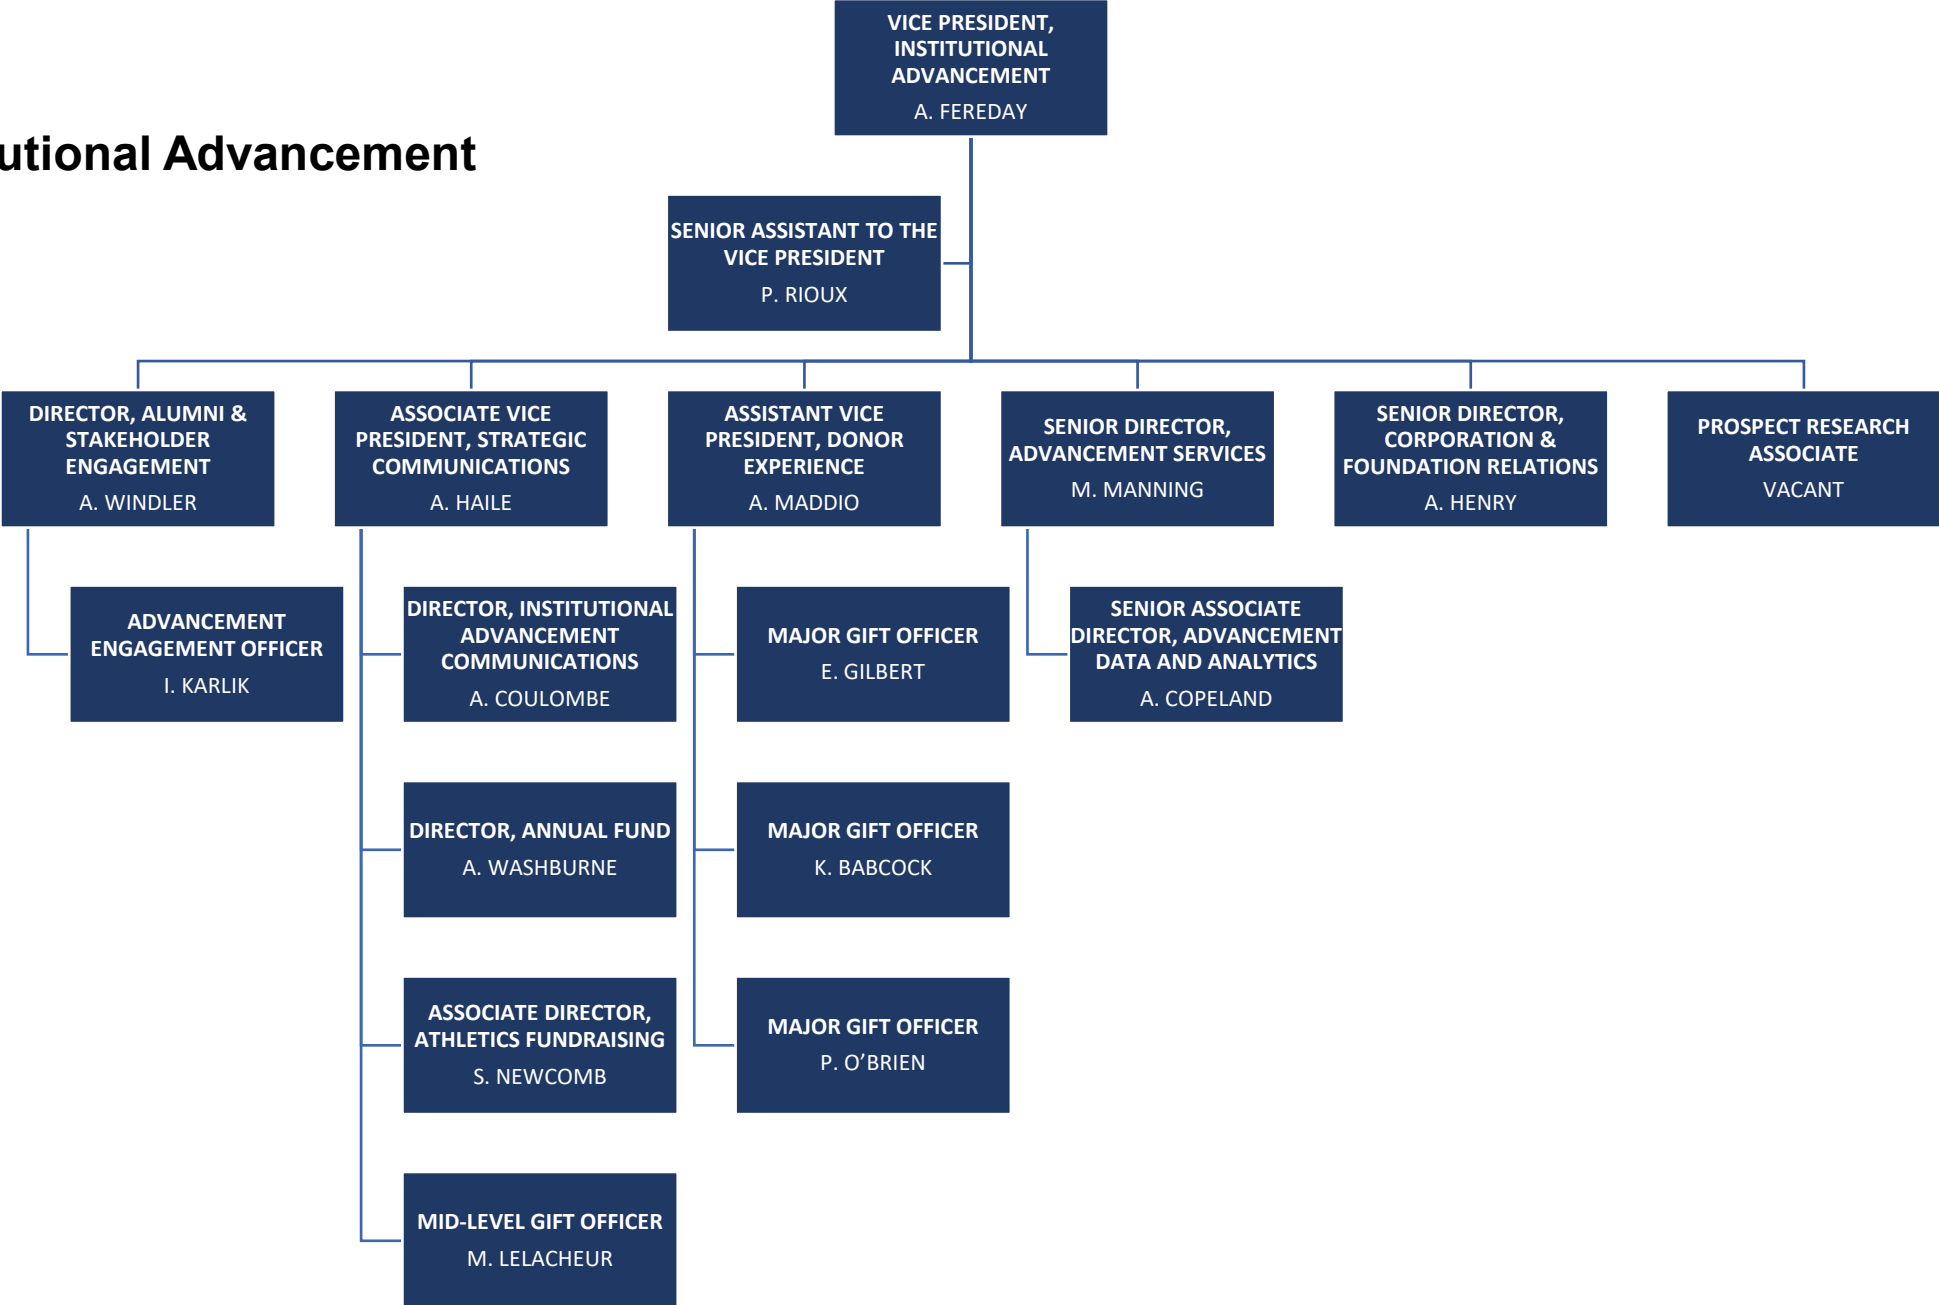 VICE PRESIDENT,
INSTITUTIONAL
ADVANCEMENT
A. FEREDAY
utional Advancement
SENIOR ASSISTANT TO THE
VICE PRESIDENT
P. RIOUX
DIRECTOR, ALUMNI &
STAKEHOLDER
ENGAGEMENT
A. WINDLER
ASSOCIATE VICE
PRESIDENT, STRATEGIC
COMMUNICATIONS
A. HAILE
ASSISTANT VICE
PRESIDENT, DONOR
EXPERIENCE
A. MADDIO
SENIOR DIRECTOR,
ADVANCEMENT SERVICES
M. MANNING
SENIOR DIRECTOR,
CORPORATION &
FOUNDATION RELATIONS
A. HENRY
PROSPECT RESEARCH
ASSOCIATE
VACANT
ADVANCEMENT
ENGAGEMENT OFFICER
I. KARLIK
DIRECTOR, INSTITUTIONAL
ADVANCEMENT
COMMUNICATIONS
A. COULOMBE
MAJOR GIFT OFFICER
E. GILBERT
SENIOR ASSOCIATE
DIRECTOR, ADVANCEMENT
DATA AND ANALYTICS
A. COPELAND
DIRECTOR, ANNUAL FUND
A. WASHBURNE
MAJOR GIFT OFFICER
K. BABCOCK
ASSOCIATE DIRECTOR,
ATHLETICS FUNDRAISING
S. NEWCOMB
MAJOR GIFT OFFICER
P. O’BRIEN
MID-LEVEL GIFT OFFICER
M. LELACHEUR